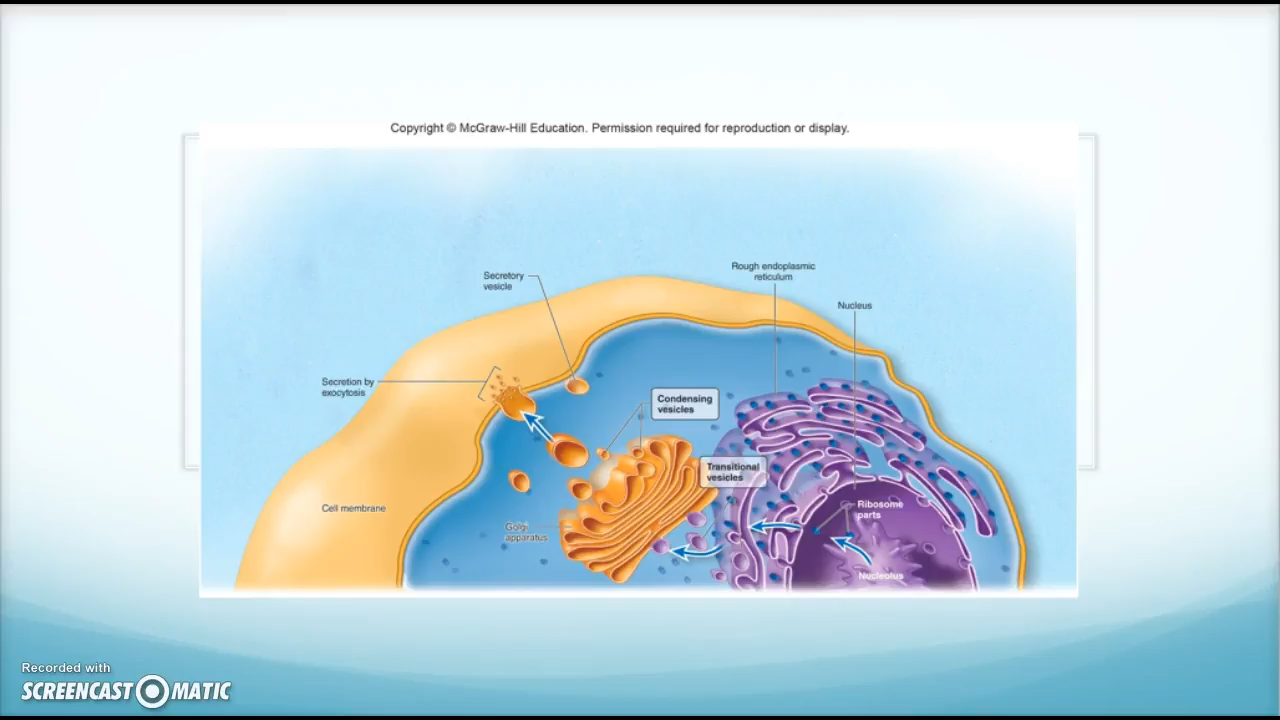 Copyright © McGraw-Hill Education. Permission required for reproduction or display.
Rough endoplasmic
reticulum
Secretory
vesicle
Nucleus
Secretion by
exocytosis
Condensing
vesicles
Transitional
vesicles
Cell membrane
Ribosome
parts
Golgi
apparatus
Nucleolus
Recorded with
SCREENCAST MATIC